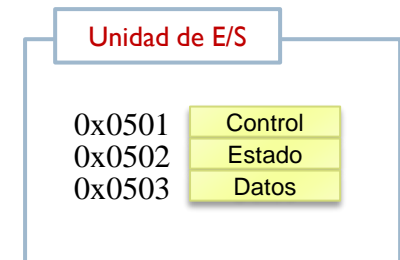 Unidad de E/S
0x0501 Control
0x0502 Estado
0x0503 Datos